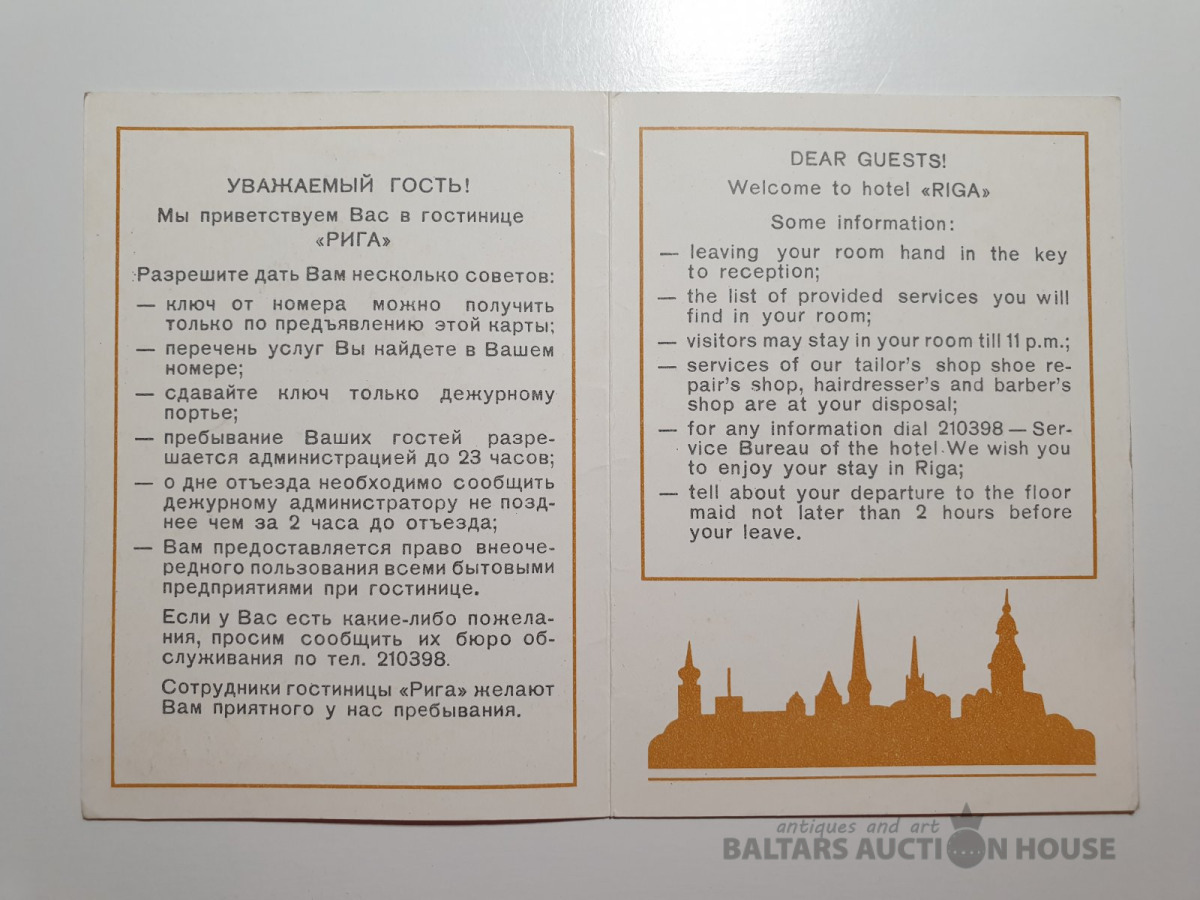 УВАЖАЕМЫЙ ГОСТЬ!
Мы приветствуем Вас в гостинице
«РИГА»
Разрешите дать Вам несколько советов:
— ключ от номера можно получить
только по предъявлению этой карты;
— перечень услуг Вы найдете в Вашем
номере;
— сдавайте ключ только дежурному
портье;
— пребывание Ваших гостей разре-
шается администрацией до 23 часов;
— о дне отъезда необходимо сообщить
дежурному администратору не позд-
нее чем за 2 часа до отъезда;
— Вам предоставляется право внеоче-
редного пользования всеми бытовыми
предприятиями при гостинице.
Если у Вас есть какие-либо пожела-
ния, просим сообщить их бюро об-
служивания по тел. 210398.
Сотрудники гостиницы «Рига» желают
Вам приятного у нас пребывания.
DEAR GUESTS!
Welcome to hotel «RIGA»
Some information:
— leaving your room hand in the key
to reception;
— the list of provided services you will
find in your room;
— visitors may stay in your room till 11 p.m.;
— services of our tailor's shop shoe re-
pair's shop, hairdresser's and barber's
shop are at your disposal;
— for any information dial 210398 — Ser-
vice Bureau of the hotel. We wish you
to enjoy your stay in Riga;
— tell about your departure to the floor
maid not later than 2 hours before
your leave.
antiques and art
BALTARS AUCTION HOUSE